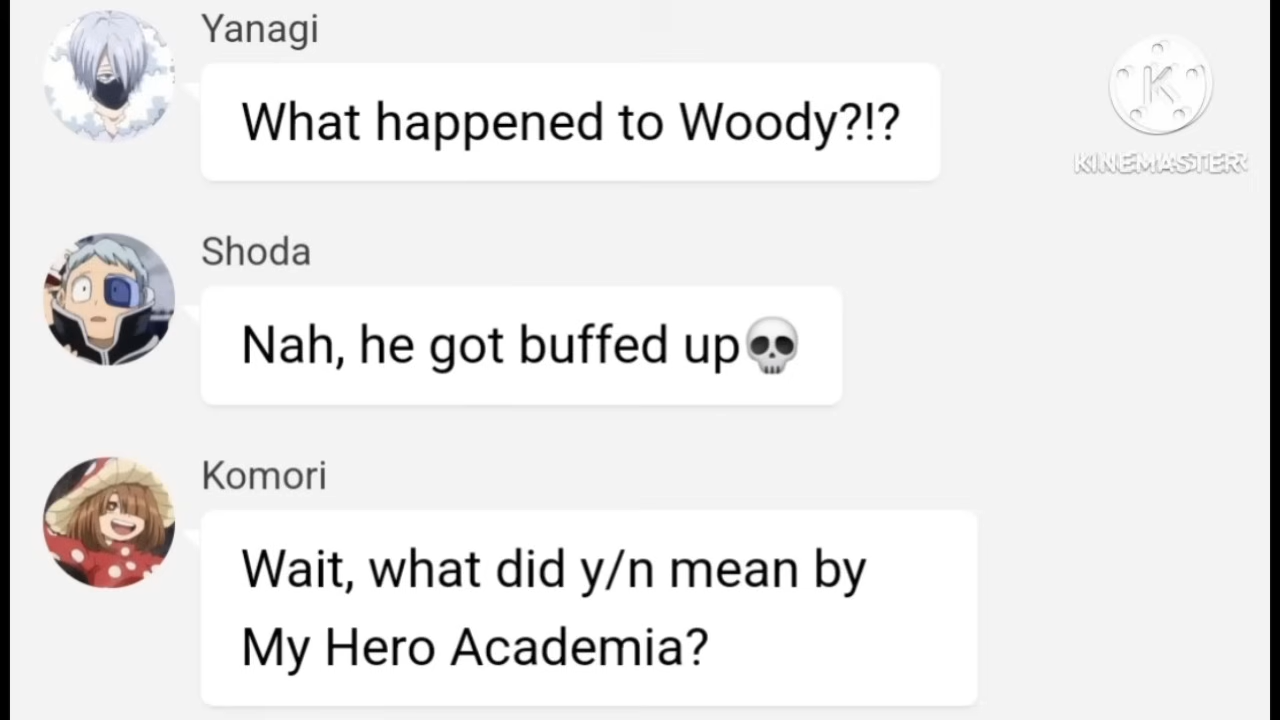 Yanagi
What happened to Woody?!?
K
KINEMASTER
Shoda
Nah, he got buffed up💀
Komori
Wait, what did y/n mean by
My Hero Academia?